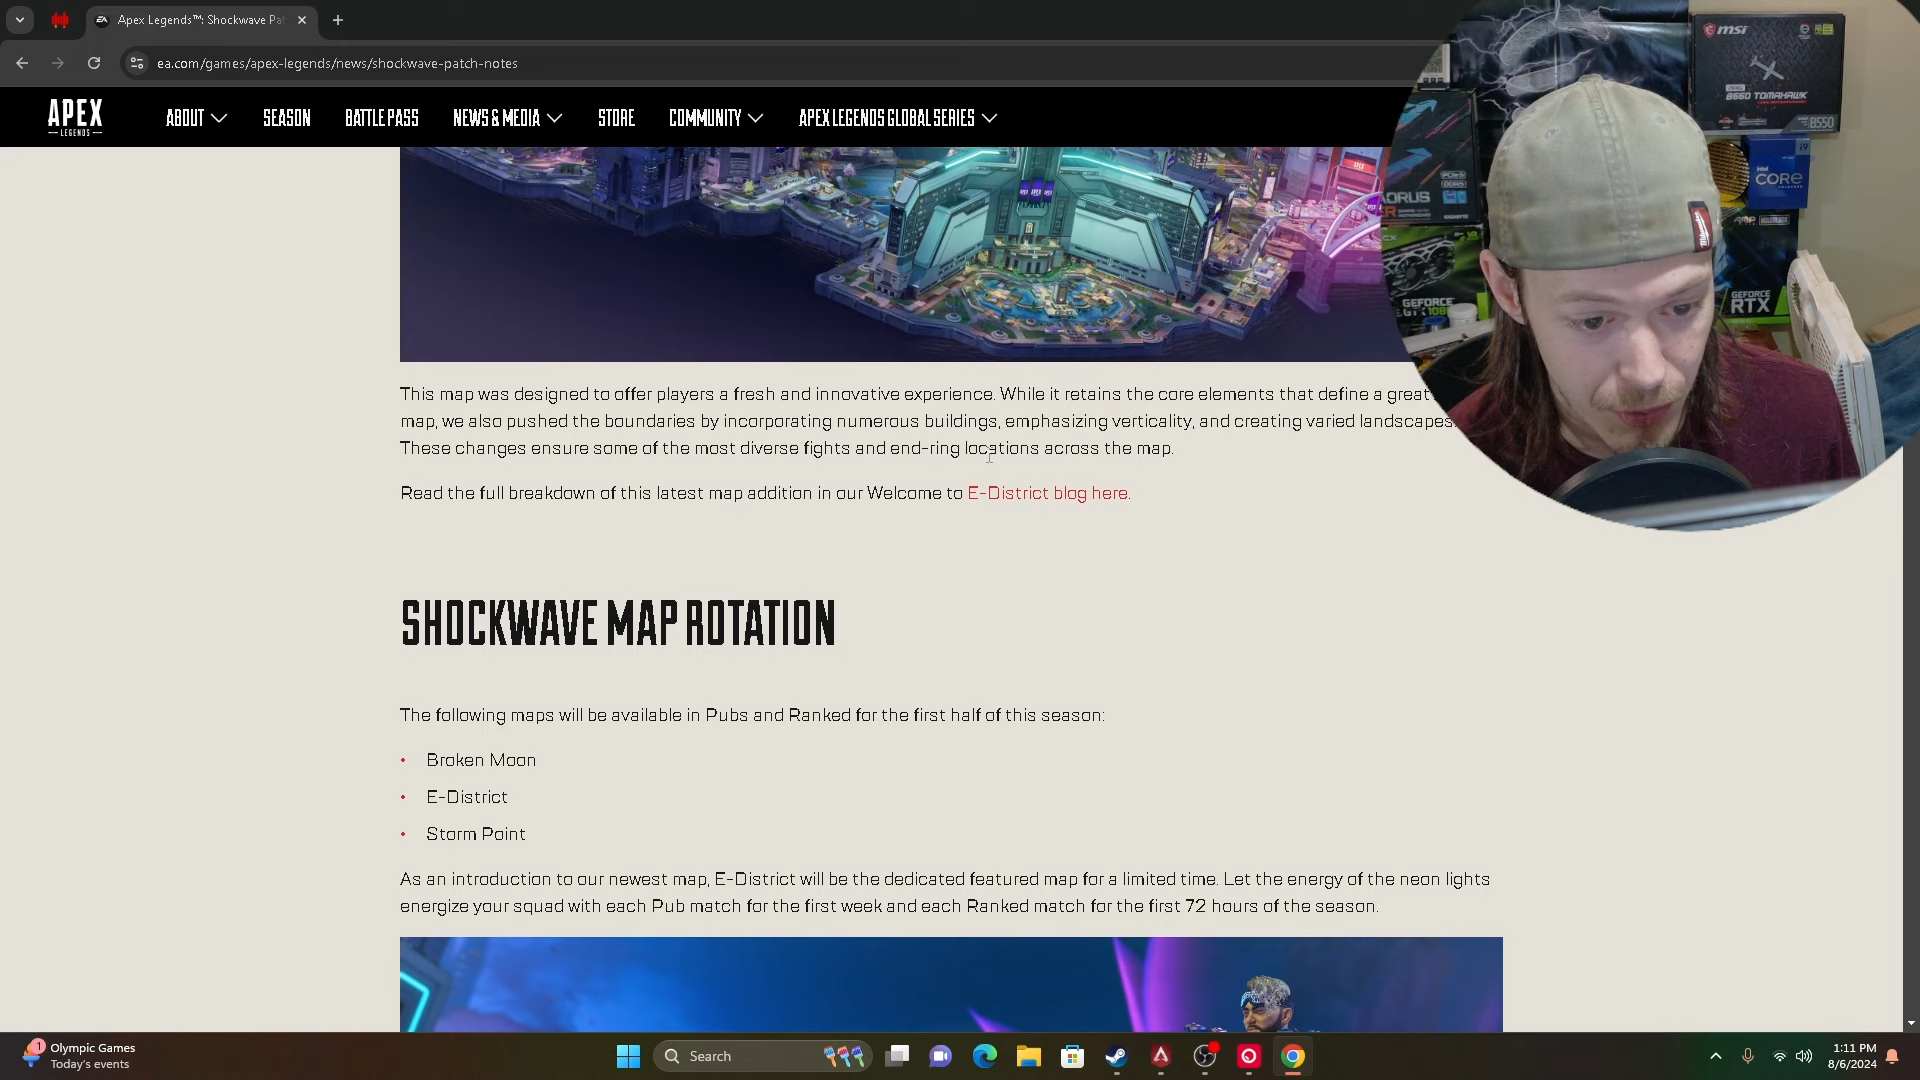 Apex Legends™: Shockwave Pa
ea.com/games/apex-legends/news/shockwave-patch-notes
APEX
LEGENDS
ABOUT
SEASON
BATTLE PASS
NEWS & MEDIA
STORE
COMMUNITY
APEX LEGENDS GLOBAL SERIES
msi
B550 TOMAHAWK
B550
intel
CORE
i9
GEFORCE
GEFORCE
RTX
This map was designed to offer players a fresh and innovative experience. While it retains the core elements that define a great
map, we also pushed the boundaries by incorporating numerous buildings, emphasizing verticality, and creating varied landscapes.
These changes ensure some of the most diverse fights and end-ring locations across the map.
Read the full breakdown of this latest map addition in our Welcome to E-District blog here.
SHOCKWAVE MAP ROTATION
The following maps will be available in Pubs and Ranked for the first half of this season:
• Broken Moon
• E-District
• Storm Point
As an introduction to our newest map, E-District will be the dedicated featured map for a limited time. Let the energy of the neon lights
energize your squad with each Pub match for the first week and each Ranked match for the first 72 hours of the season.
1
Olympic Games
Today's events
Search
1:11 PM
8/6/2024